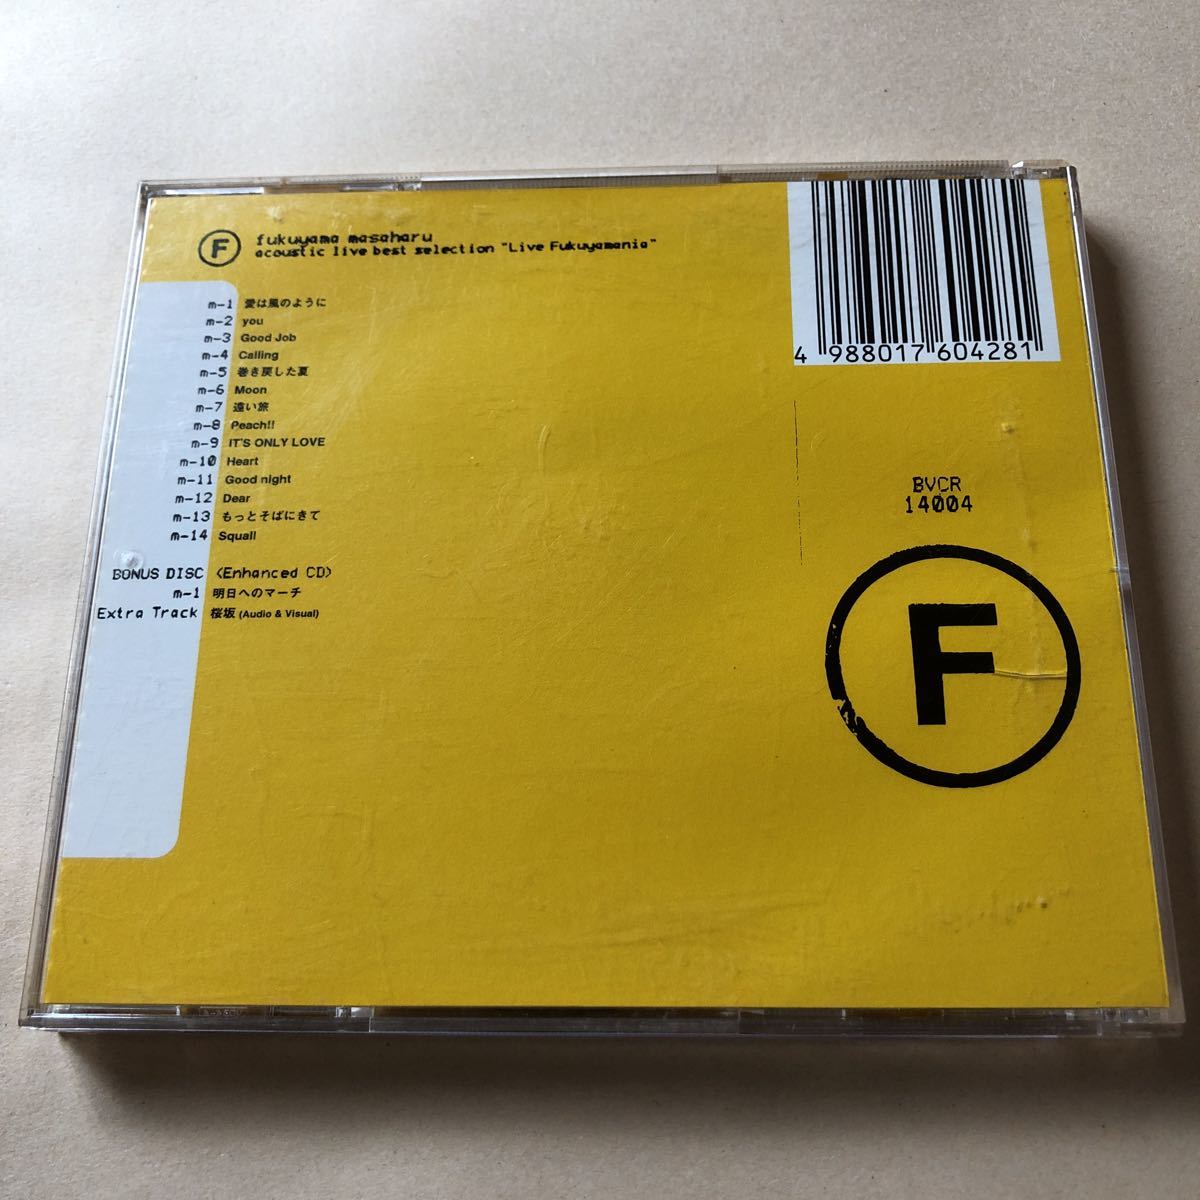 F
fukuyama masaharu
acoustic live best selection "Live Fukuyamania"
m-1 愛は風のように
m-2 you
m-3 Good Job
m-4 Calling
m-5 巻き戻した夏
m-6 Moon
m-7 遠い旅
m-8 Peach!!
m-9 IT'S ONLY LOVE
m-10 Heart
m-11 Good night
m-12 Dear
m-13 もっとそばにきて
m-14 Squall
BONUS DISC <Enhanced CD>
m-1 明日へのマーチ
Extra Track 桜坂 (Audio & Visual)
4 988017 604281
BVCR
14004
F